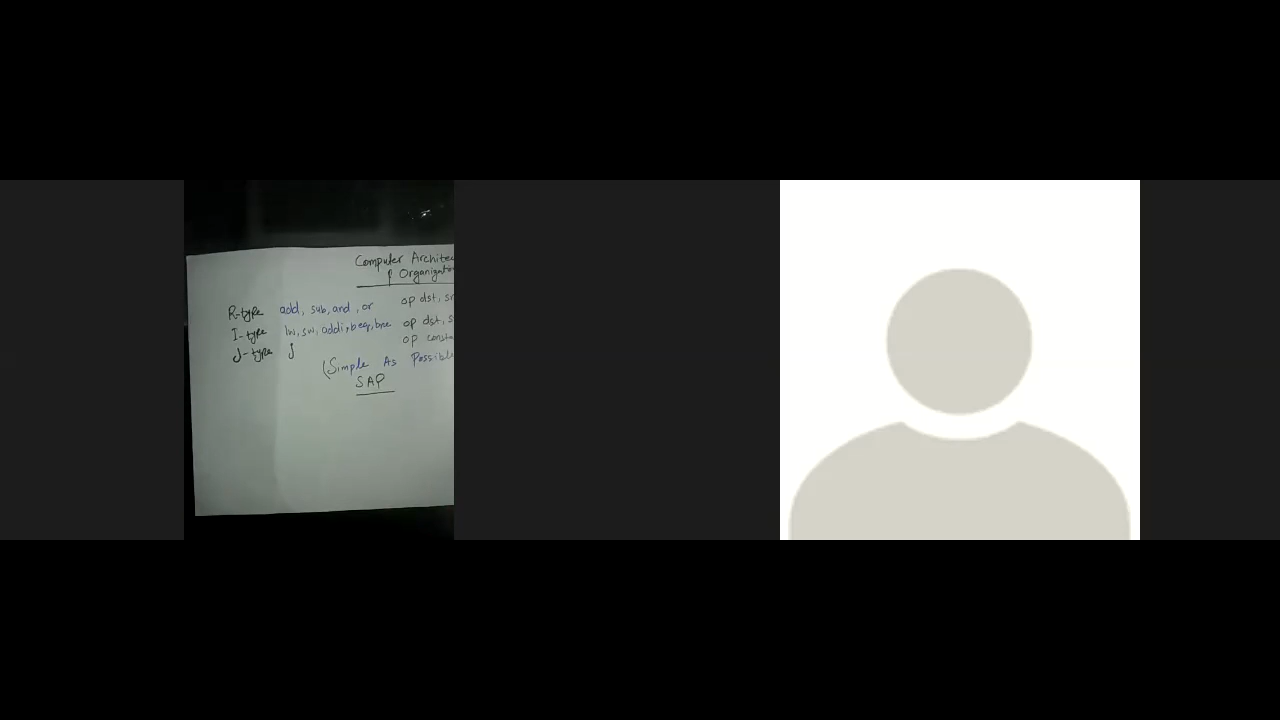 Computer Architec
& Organizatio
R-type add, sub, and, or op dst, sr
I-type lw, sw, addi, beq, bne op dst, s
J-type j op consta
(Simple As Possible
SAP